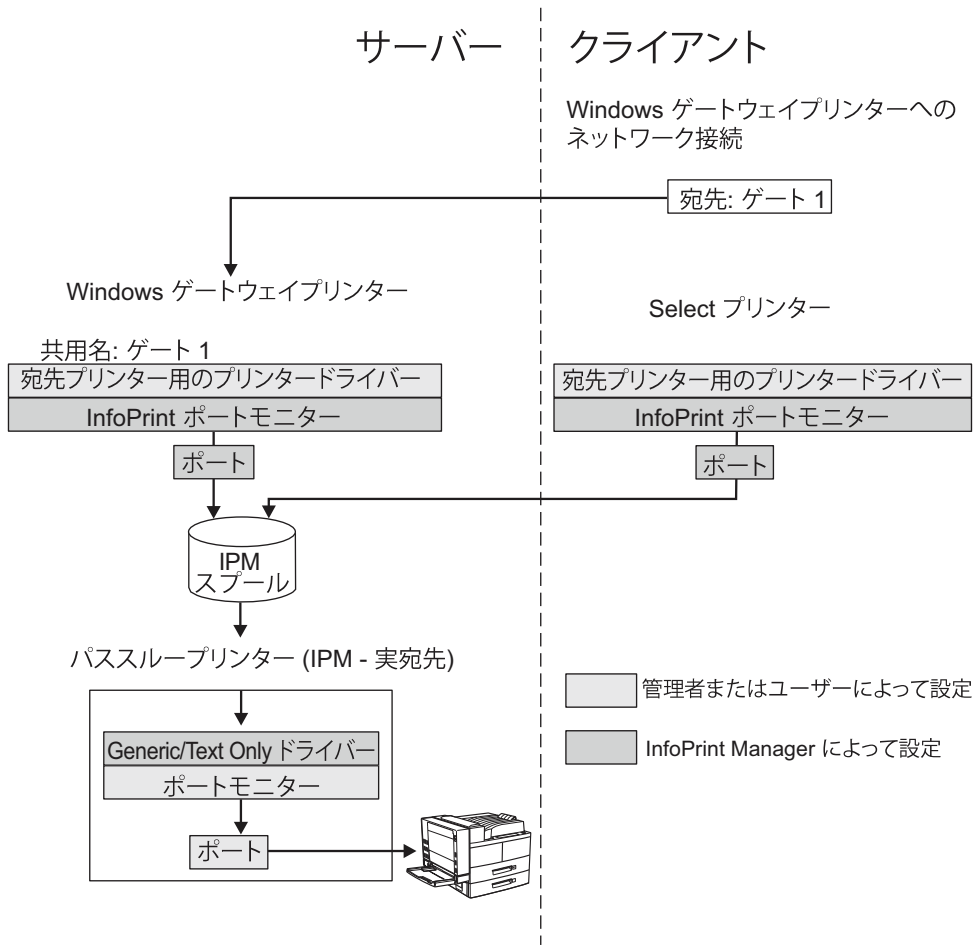 サーバー
クライアント
Windows ゲートウェイプリンターへの
ネットワーク接続
宛先: ゲート 1
Windows ゲートウェイプリンター
Select プリンター
共用名: ゲート 1
宛先プリンター用のプリンタードライバー
InfoPrint ポートモニター
ポート
宛先プリンター用のプリンタードライバー
InfoPrint ポートモニター
ポート
IPM
スプール
パススループリンター (IPM - 実宛先)
Generic/Text Only ドライバー
ポートモニター
ポート
管理者またはユーザーによって設定
InfoPrint Manager によって設定